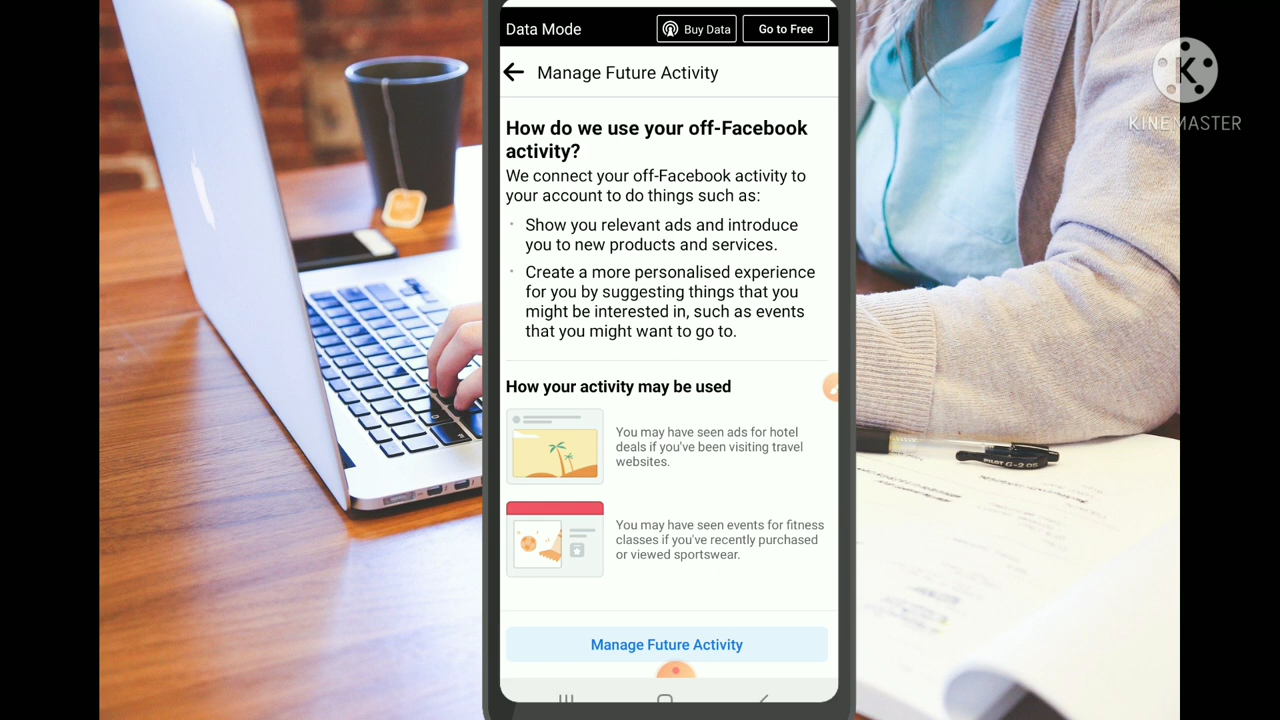 Data Mode
Buy Data
Go to Free
Manage Future Activity
How do we use your off-Facebook
activity?
We connect your off-Facebook activity to
your account to do things such as:
· Show you relevant ads and introduce
you to new products and services.
· Create a more personalised experience
for you by suggesting things that you
might be interested in, such as events
that you might want to go to.
How your activity may be used
You may have seen ads for hotel
deals if you've been visiting travel
websites.
You may have seen events for fitness
classes if you've recently purchased
or viewed sportswear.
Manage Future Activity
K
KINEMASTER
PILOT G-2 05